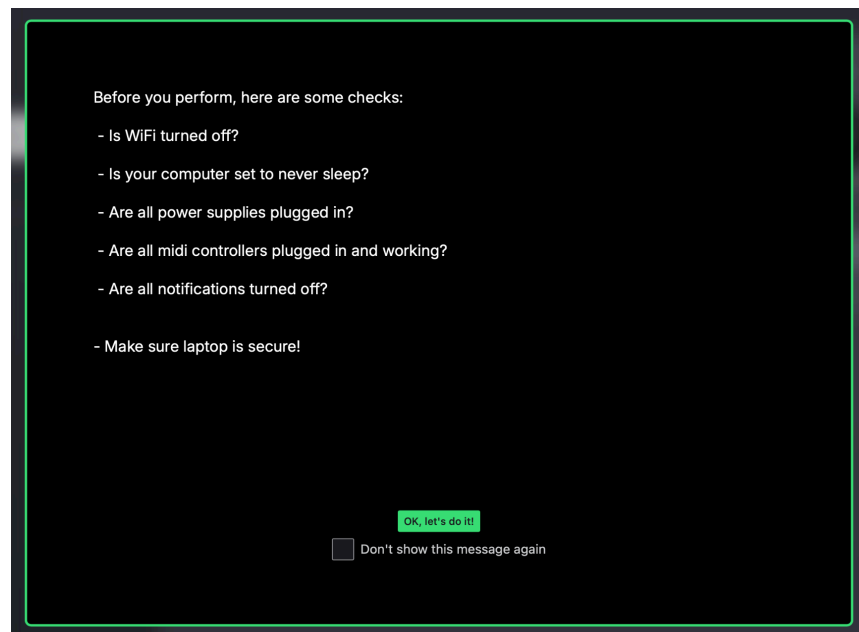 Before you perform, here are some checks:
- Is WiFi turned off?
- Is your computer set to never sleep?
- Are all power supplies plugged in?
- Are all midi controllers plugged in and working?
- Are all notifications turned off?
- Make sure laptop is secure!
OK, let's do it!
Don't show this message again